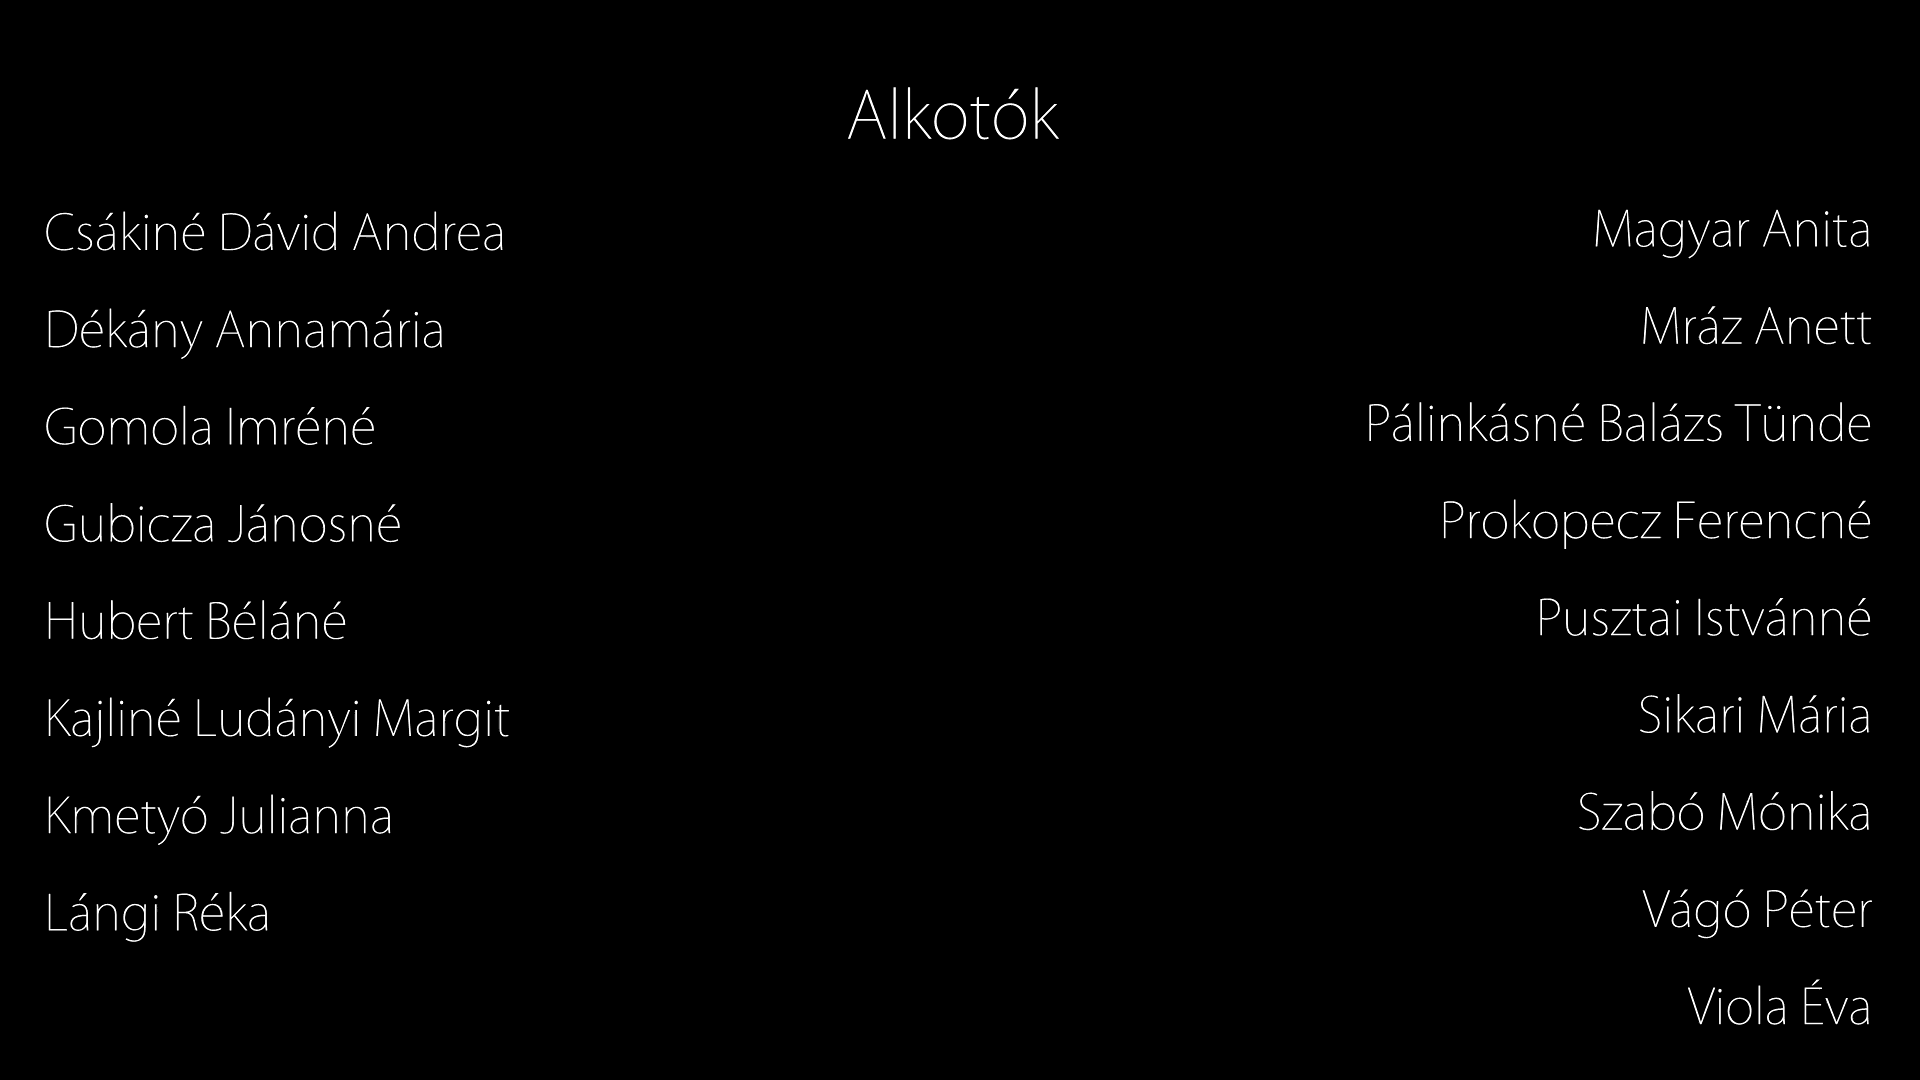 Alkotók
Csákiné Dávid Andrea
Dékány Annamária
Gomola Imréné
Gubicza Jánosné
Hubert Béláné
Kajliné Ludányi Margit
Kmetyó Julianna
Lángi Réka
Magyar Anita
Mráz Anett
Pálinkásné Balázs Tünde
Prokopecz Ferencné
Pusztai Istvánné
Sikari Mária
Szabó Mónika
Vágó Péter
Viola Éva